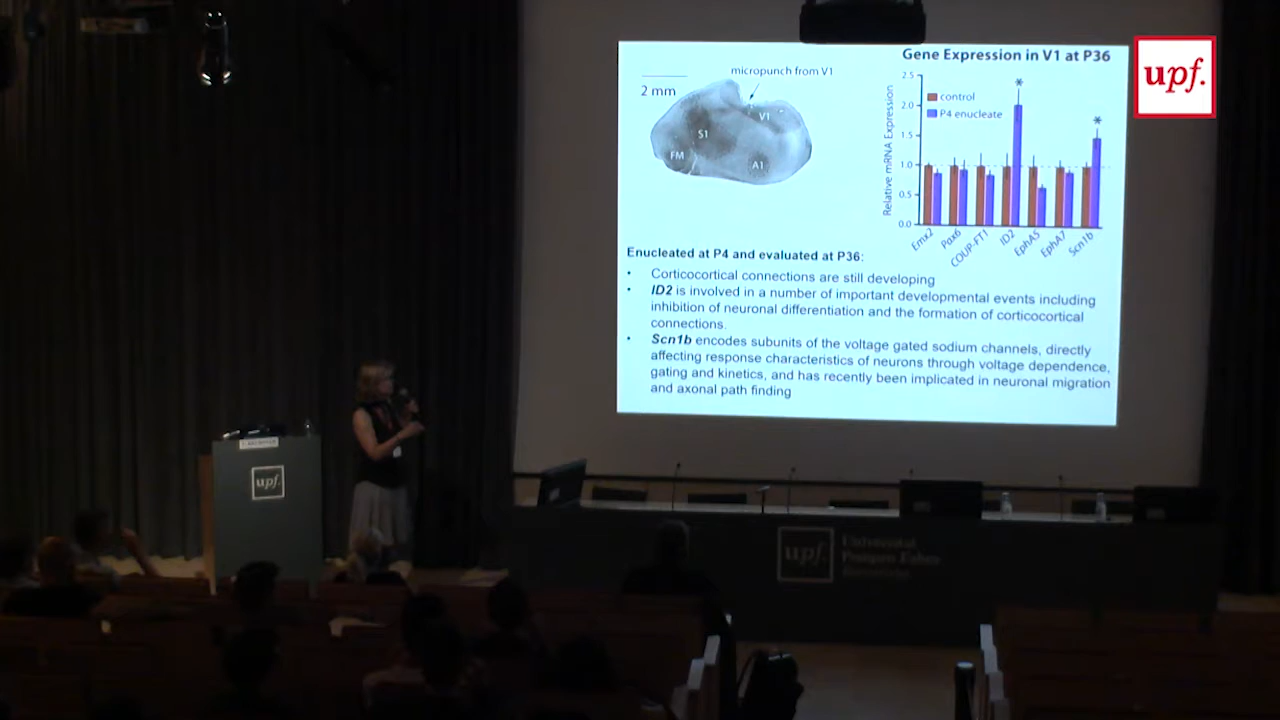 Gene Expression in V1 at P36
upf.
micropunch from V1
2 mm
V1
S1
FM
A1
Relative mRNA Expression
2.5
2.0
1.5
1.0
0.5
0.0
control
P4 enucleate
*
*
Emx2
Pax6
COUP-FT1
ID2
EphA5
EphA7
Scn1b
Enucleated at P4 and evaluated at P36:
• Corticocortical connections are still developing
• ID2 is involved in a number of important developmental events including
inhibition of neuronal differentiation and the formation of corticocortical
connections.
• Scn1b encodes subunits of the voltage gated sodium channels, directly
affecting response characteristics of neurons through voltage dependence,
gating and kinetics, and has recently been implicated in neuronal migration
and axonal path finding
upf.
upf.
Universitat
Pompeu Fabra
Barcelona